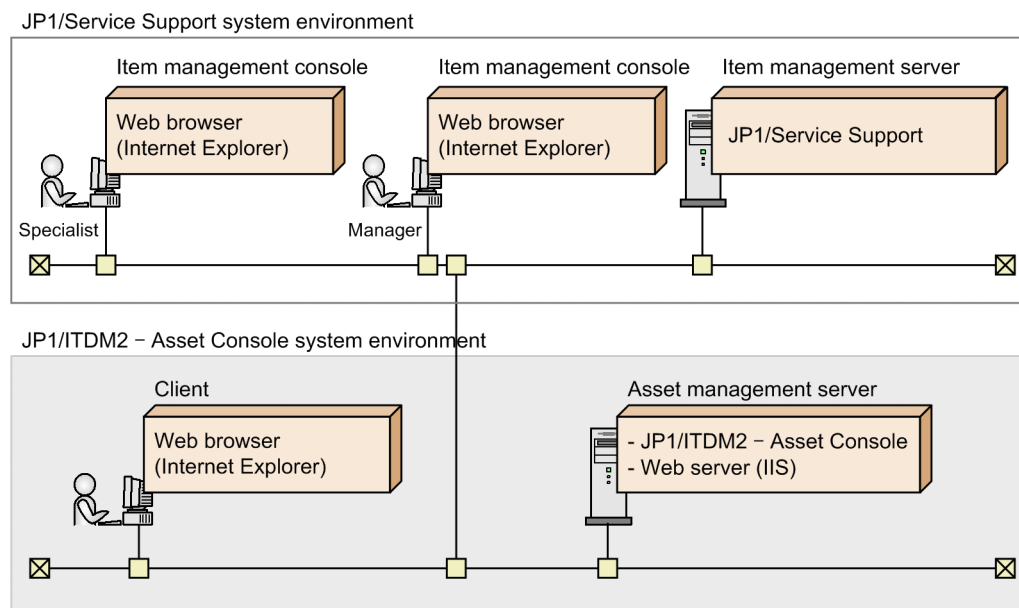 JP1/Service Support system environment
Item management console
Item management console
Item management server
Web browser
(Internet Explorer)
Web browser
(Internet Explorer)
JP1/Service Support
Specialist
Manager
JP1/ITDM2 − Asset Console system environment
Client
Asset management server
Web browser
(Internet Explorer)
- JP1/ITDM2 − Asset Console
- Web server (IIS)